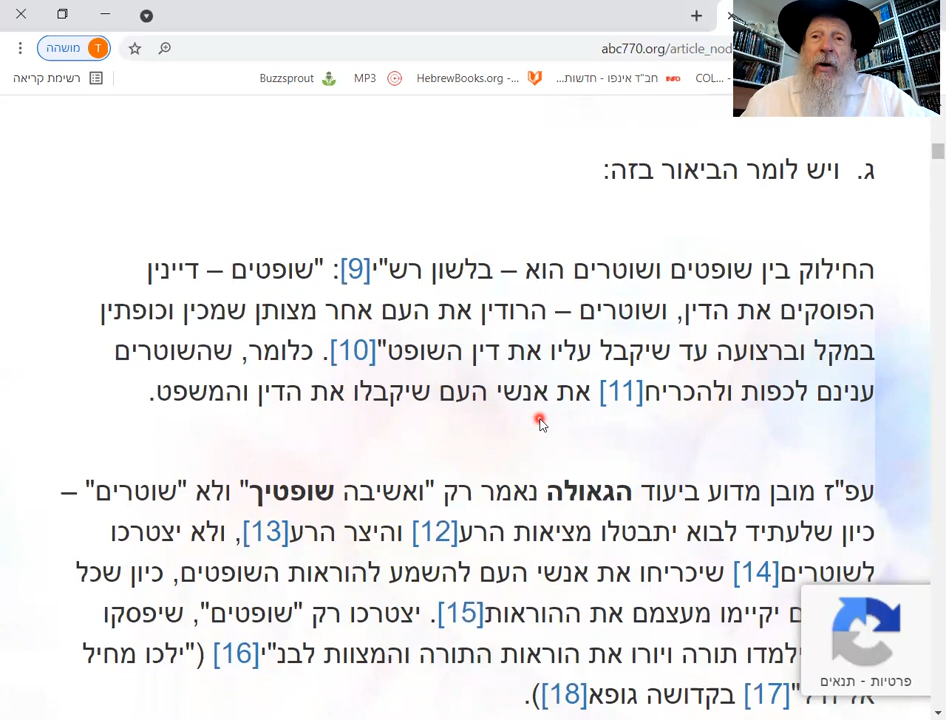 מושהה
abc770.org/article_nod
רשימת קריאה
Buzzsprout
MP3
HebrewBooks.org -...
חב"ד אינפו - חדשות...
INFO
COL...
ג. ויש לומר הביאור בזה:
החילוק בין שופטים ושוטרים הוא – בלשון רש"י[9]: "שופטים – דיינין
הפוסקים את הדין, ושוטרים – הרודין את העם אחר מצותן שמכין וכופתין
במקל וברצועה עד שיקבל עליו את דין השופט"[10]. כלומר, שהשוטרים
ענינם לכפות ולהכריח[11] את אנשי העם שיקבלו את הדין והמשפט.
עפ"ז מובן מדוע ביעוד הגאולה נאמר רק "ואשיבה שופטיך" ולא "שוטרים" –
כיון שלעתיד לבוא יתבטלו מציאות הרע[12] והיצר הרע[13], ולא יצטרכו
לשוטרים[14] שיכריחו את אנשי העם להשמע להוראות השופטים, כיון שכל
יקיימו מעצמם את ההוראות[15]. יצטרכו רק "שופטים", שיפסקו
ילמדו תורה ויורו את הוראות התורה והמצוות לבנ"י[16] ("ילכו מחיל
אל חיל"[17] בקדושה גופא[18]).
פרטיות - תנאים